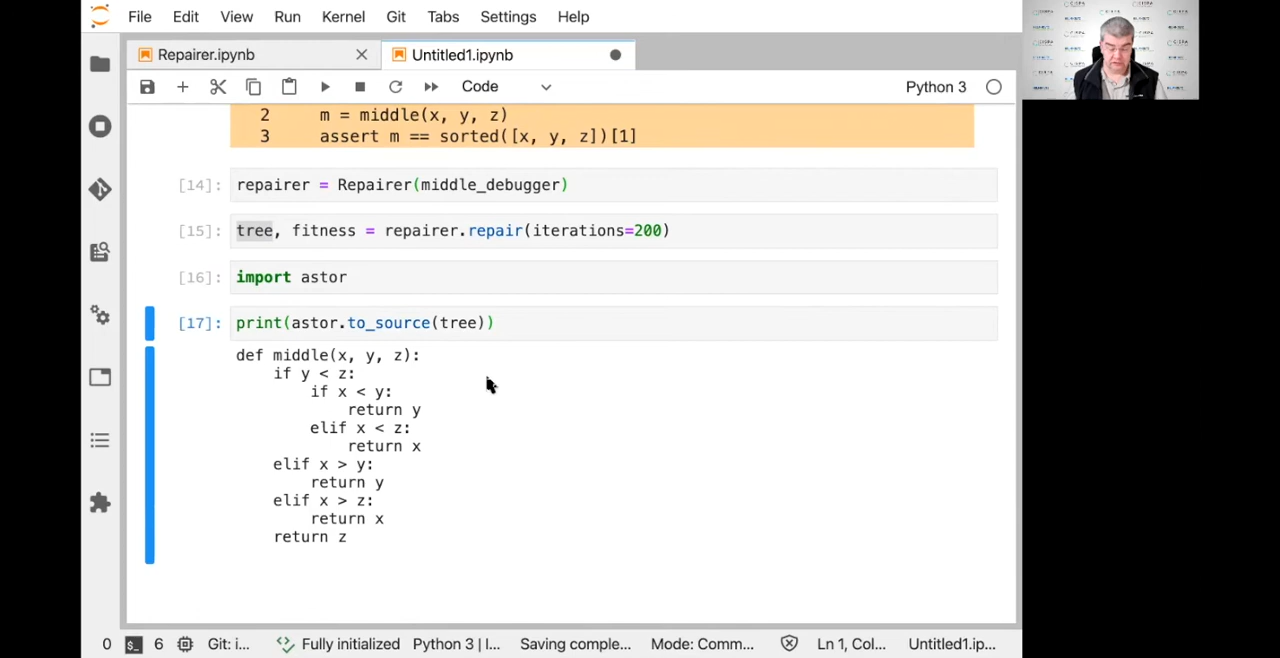 File Edit View Run Kernel Git Tabs Settings Help
Repairer.ipynb Untitled1.ipynb
Code Python 3
2 m = middle(x, y, z)
3 assert m == sorted([x, y, z])[1]
[14]: repairer = Repairer(middle_debugger)
[15]: tree, fitness = repairer.repair(iterations=200)
[16]: import astor
[17]: print(astor.to_source(tree))
def middle(x, y, z):
    if y < z:
        if x < y:
            return y
        elif x < z:
            return x
    elif x > y:
        return y
    elif x > z:
        return x
    return z
0 6 Git: i... Fully initialized Python 3 | I... Saving comple... Mode: Comm... Ln 1, Col... Untitled1.ip...